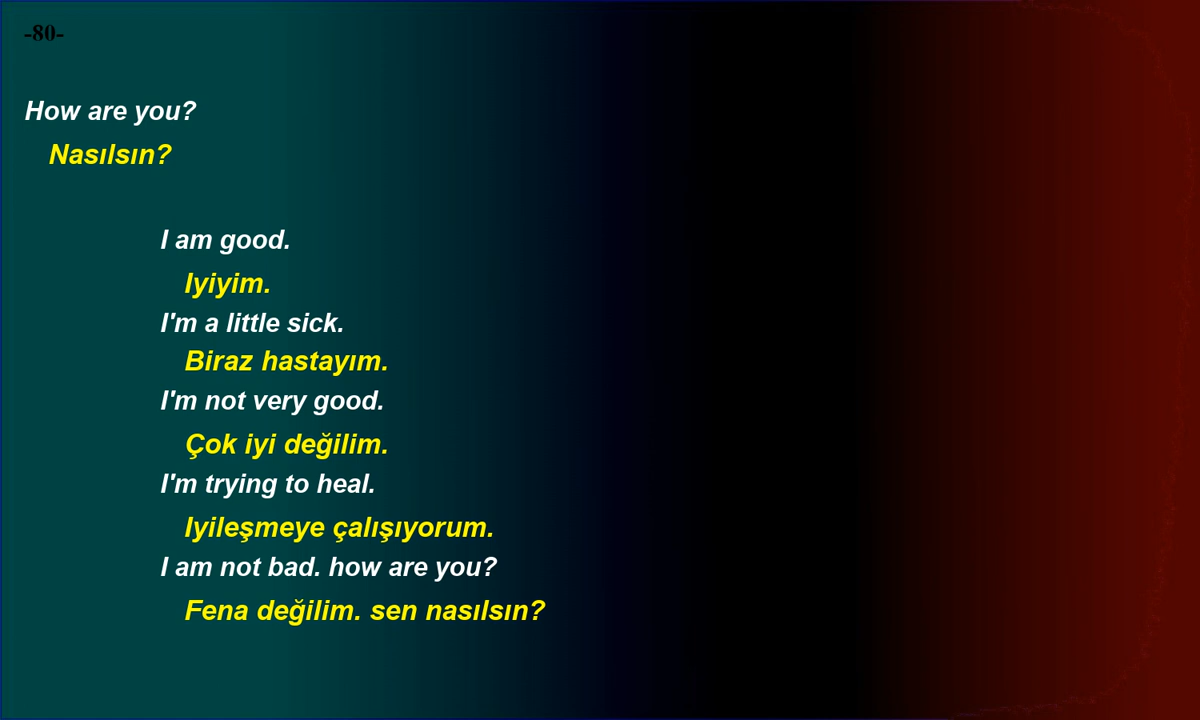 -80-
How are you?
Nasılsın?
I am good.
Iyiyim.
I'm a little sick.
Biraz hastayım.
I'm not very good.
Çok iyi değilim.
I'm trying to heal.
Iyileşmeye çalışıyorum.
I am not bad. how are you?
Fena değilim. sen nasılsın?